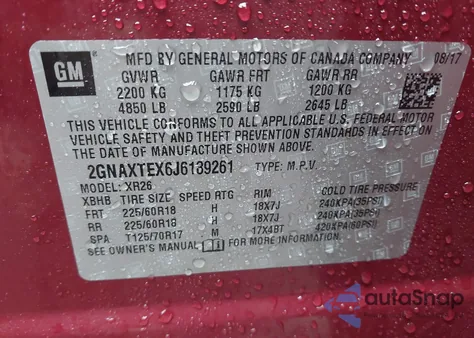 GM
MFD BY GENERAL MOTORS OF CANADA COMPANY 08/17
GVWR GAWR FRT GAWR RR
2200 KG 1175 KG 1200 KG
4850 LB 2590 LB 2645 LB
THIS VEHICLE CONFORMS TO ALL APPLICABLE U.S. FEDERAL MOTOR
VEHICLE SAFETY AND THEFT PREVENTION STANDARDS IN EFFECT
ON THE DATE OF MANUFACTURE SHOWN ABOVE.
2GNAXTEX6J6139261 TYPE: M.P.V.
MODEL: XR26
XBHB TIRE SIZE SPEED RTG RIM COLD TIRE PRESSURE
FRT 225/60R18 H 18X7J 240KPA(35PSI)
RR 225/60R18 H 18X7J 240KPA(35PSI)
SPA T125/70R17 M 17X4BT 420KPA(60PSI)
SEE OWNER'S MANUAL FOR MORE INFORMATION
autoSnap